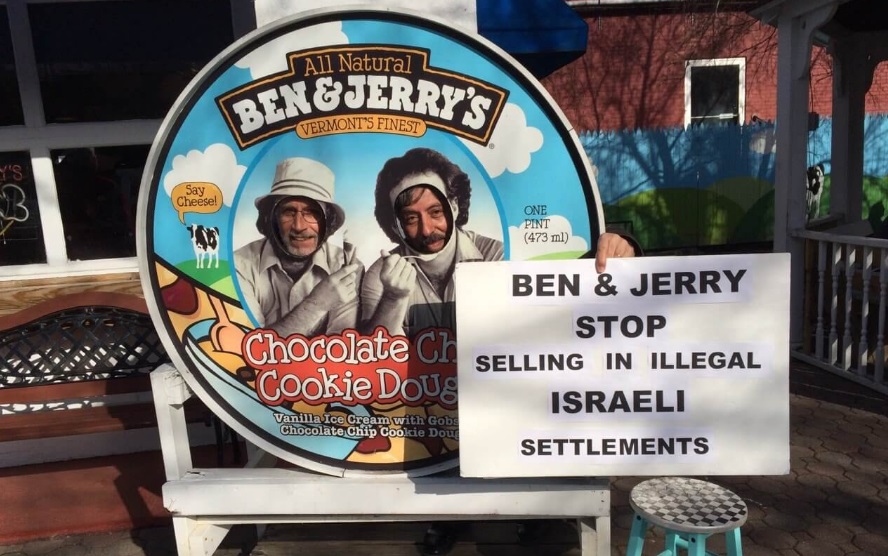 All Natural
BEN & JERRY'S
VERMONT'S FINEST
®
Say
Cheese!
ONE
PINT
(473 ml)
Chocolate Ch
Cookie Doug
Vanilla Ice Cream with Gobs
Chocolate Chip Cookie Doug
BEN & JERRY
STOP
SELLING IN ILLEGAL
ISRAELI
SETTLEMENTS
Y'S